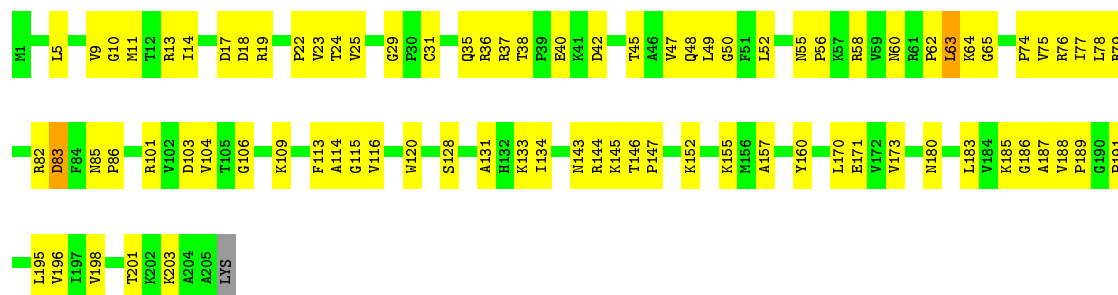 M1 L5 V9 G10 M11 T12 R13 I14 D17 D18 R19 P22 V23 T24 V25 G29 P30 C31 Q35 R36 R37 T38 P39 E40 K41 D42 T45 A46 V47 Q48 L49 G50 F51 L52 N55 P56 K57 R58 V59 N60 R61 P62 L63 K64 G65 P74 V75 R76 I77 L78
R82 D83 F84 N85 P86 R101 V102 D103 V104 T105 G106 K109 F113 A114 G115 V116 W120 S128 A131 H132 K133 I134 N143 R144 K145 T146 P147 K152 K155 M156 A157 Y160 L170 E171 V172 V173 N180 L183 V184 K185 G186 A187 V188 P189 G190
L195 V196 I197 V198 T201 K202 K203 A204 A205 LYS